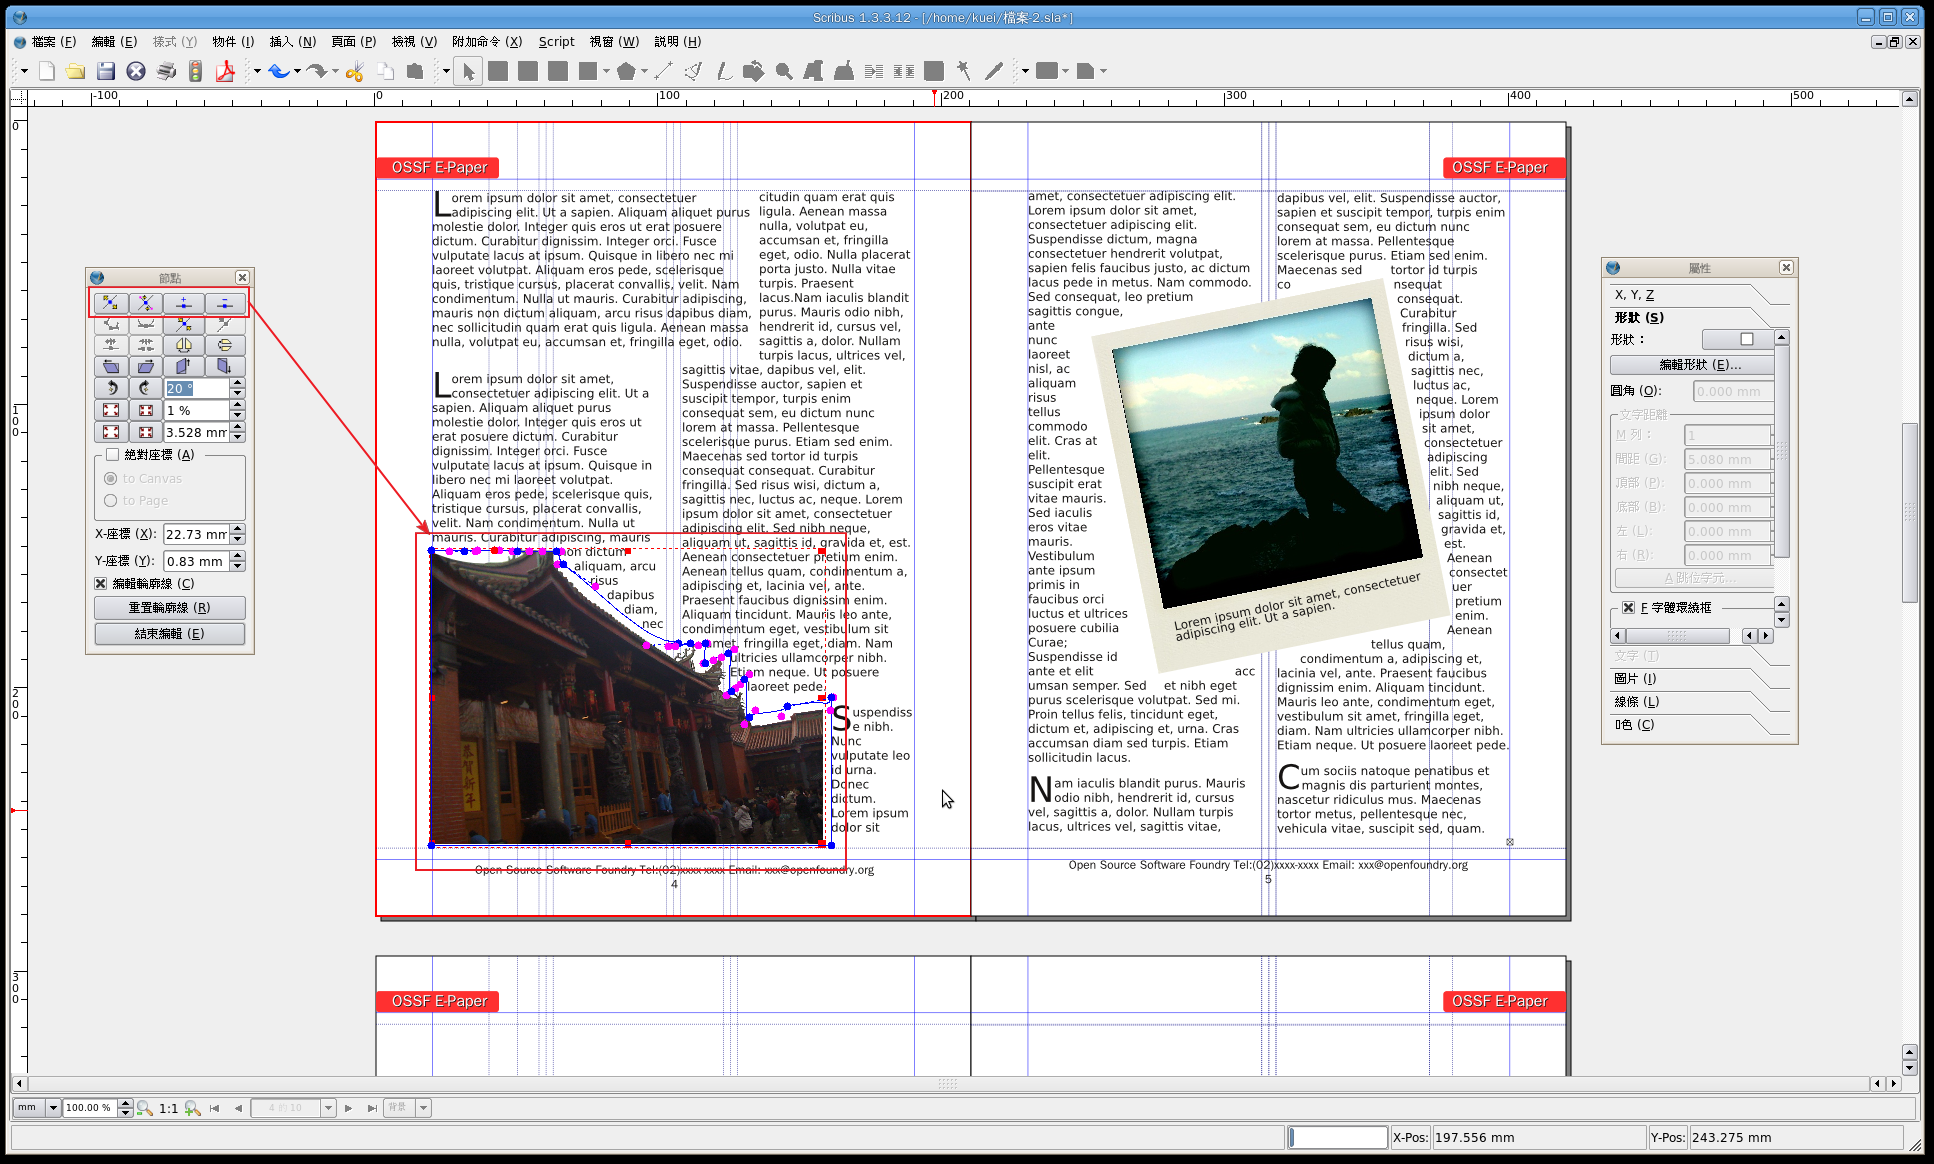 Scribus 1.3.3.12 - [/home/kuei/檔案-2.sla*]
檔案 (F) 編輯 (E) 樣式 (Y) 物件 (I) 插入 (N) 頁面 (P) 檢視 (V) 附加命令 (X) Script 視窗 (W) 説明 (H)
-100 0 100 200 300 400 500
0
100
200
300
節點
20 °
1 %
3.528 mm
絕對座標 (A)
to Canvas
to Page
X-座標 (X): 22.73 mm
Y-座標 (Y): 0.83 mm
編輯輪廓線 (C)
重置輪廓線 (R)
結束編輯 (E)
OSSF E-Paper
Lorem ipsum dolor sit amet, consectetuer
adipiscing elit. Ut a sapien. Aliquam aliquet purus
molestie dolor. Integer quis eros ut erat posuere
dictum. Curabitur dignissim. Integer orci. Fusce
vulputate lacus at ipsum. Quisque in libero nec mi
laoreet volutpat. Aliquam eros pede, scelerisque
quis, tristique cursus, placerat convallis, velit. Nam
condimentum. Nulla ut mauris. Curabitur adipiscing,
mauris non dictum aliquam, arcu risus dapibus diam,
nec sollicitudin quam erat quis ligula. Aenean massa
nulla, volutpat eu, accumsan et, fringilla eget, odio.
Lorem ipsum dolor sit amet,
consectetuer adipiscing elit. Ut a
sapien. Aliquam aliquet purus
molestie dolor. Integer quis eros ut
erat posuere dictum. Curabitur
dignissim. Integer orci. Fusce
vulputate lacus at ipsum. Quisque in
libero nec mi laoreet volutpat.
Aliquam eros pede, scelerisque quis,
tristique cursus, placerat convallis,
velit. Nam condimentum. Nulla ut
mauris. Curabitur adipiscing, mauris
non dictum
aliquam, arcu
risus
dapibus
diam,
nec
citudin quam erat quis
ligula. Aenean massa
nulla, volutpat eu,
accumsan et, fringilla
eget, odio. Nulla placerat
porta justo. Nulla vitae
turpis. Praesent
lacus.Nam iaculis blandit
purus. Mauris odio nibh,
hendrerit id, cursus vel,
sagittis a, dolor. Nullam
turpis lacus, ultrices vel,
sagittis vitae, dapibus vel, elit.
Suspendisse auctor, sapien et
suscipit tempor, turpis enim
consequat sem, eu dictum nunc
lorem at massa. Pellentesque
scelerisque purus. Etiam sed enim.
Maecenas sed tortor id turpis
consequat consequat. Curabitur
fringilla. Sed risus wisi, dictum a,
sagittis nec, luctus ac, neque. Lorem
ipsum dolor sit amet, consectetuer
adipiscing elit. Sed nibh neque,
aliquam ut, sagittis id, gravida et, est.
Aenean consectetuer pretium enim.
Aenean tellus quam, condimentum a,
adipiscing et, lacinia vel, ante.
Praesent faucibus dignissim enim.
Aliquam tincidunt. Mauris leo ante,
condimentum eget, vestibulum sit
amet, fringilla eget, diam. Nam
ultricies ullamcorper nibh.
Etiam neque. Ut posuere
laoreet pede.
Suspendiss
e nibh.
Nunc
vulputate leo
id urna.
Donec
dictum.
Lorem ipsum
dolor sit
恭賀新年
Open Source Software Foundry Tel:(02)xxxx-xxxx Email: xxx@openfoundry.org
4
OSSF E-Paper
amet, consectetuer adipiscing elit.
Lorem ipsum dolor sit amet,
consectetuer adipiscing elit.
Suspendisse dictum, magna
consectetuer hendrerit volutpat,
sapien felis faucibus justo, ac dictum
lacus pede in metus. Nam commodo.
Sed consequat, leo pretium
sagittis congue,
ante
nunc
laoreet
nisl, ac
aliquam
risus
tellus
commodo
elit. Cras at
elit.
Pellentesque
suscipit erat
vitae mauris.
Sed iaculis
eros vitae
mauris.
Vestibulum
ante ipsum
primis in
faucibus orci
luctus et ultrices
posuere cubilia
Curae;
Suspendisse id
ante et elit acc
umsan semper. Sed et nibh eget
purus scelerisque volutpat. Sed mi.
Proin tellus felis, tincidunt eget,
dictum et, adipiscing et, urna. Cras
accumsan diam sed turpis. Etiam
sollicitudin lacus.
Nam iaculis blandit purus. Mauris
odio nibh, hendrerit id, cursus
vel, sagittis a, dolor. Nullam turpis
lacus, ultrices vel, sagittis vitae,
Lorem ipsum dolor sit amet, consectetuer
adipiscing elit. Ut a sapien.
dapibus vel, elit. Suspendisse auctor,
sapien et suscipit tempor, turpis enim
consequat sem, eu dictum nunc
lorem at massa. Pellentesque
scelerisque purus. Etiam sed enim.
Maecenas sed tortor id turpis
co nsequat
consequat.
Curabitur
fringilla. Sed
risus wisi,
dictum a,
sagittis nec,
luctus ac,
neque. Lorem
ipsum dolor
sit amet,
consectetuer
adipiscing
elit. Sed
nibh neque,
aliquam ut,
sagittis id,
gravida et,
est.
Aenean
consectet
uer
pretium
enim.
Aenean
tellus quam,
condimentum a, adipiscing et,
lacinia vel, ante. Praesent faucibus
dignissim enim. Aliquam tincidunt.
Mauris leo ante, condimentum eget,
vestibulum sit amet, fringilla eget,
diam. Nam ultricies ullamcorper nibh.
Etiam neque. Ut posuere laoreet pede.
Cum sociis natoque penatibus et
magnis dis parturient montes,
nascetur ridiculus mus. Maecenas
tortor metus, pellentesque nec,
vehicula vitae, suscipit sed, quam.
Open Source Software Foundry Tel:(02)xxxx-xxxx Email: xxx@openfoundry.org
5
屬性
X, Y, Z
形狀 (S)
形狀 :
編輯形狀 (E)...
圓角 (O): 0.000 mm
文字距離
M 列 : 1
間距 (G): 5.080 mm
頂部 (P): 0.000 mm
底部 (B): 0.000 mm
左 (L): 0.000 mm
右 (R): 0.000 mm
A 跳位字元...
F 字體環繞框
文字 (T)
圖片 (I)
線條 (L)
色 (C)
OSSF E-Paper
OSSF E-Paper
mm 100.00 % 1:1 4 的 10 背景
X-Pos: 197.556 mm Y-Pos: 243.275 mm